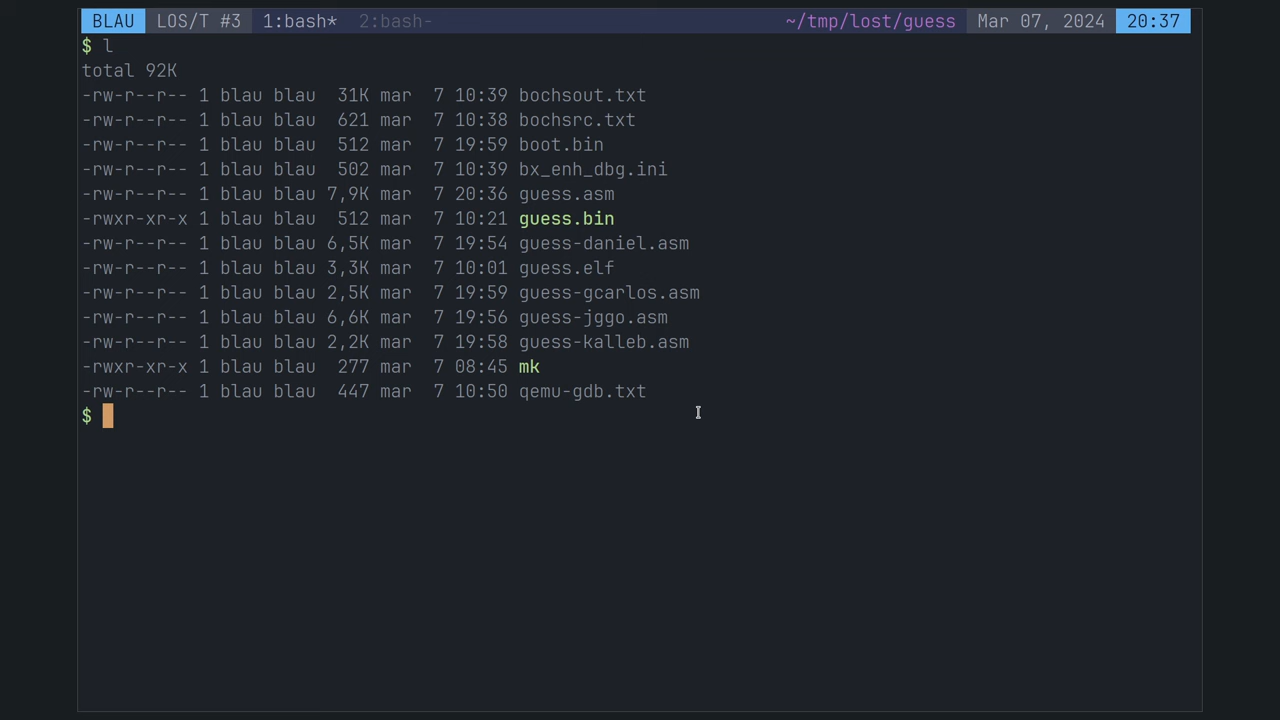 BLAU LOS/T #3 1:bash* 2:bash- ~/tmp/lost/guess Mar 07, 2024 20:37
$ l
total 92K
-rw-r--r-- 1 blau blau  31K mar  7 10:39 bochsout.txt
-rw-r--r-- 1 blau blau  621 mar  7 10:38 bochsrc.txt
-rw-r--r-- 1 blau blau  512 mar  7 19:59 boot.bin
-rw-r--r-- 1 blau blau  502 mar  7 10:39 bx_enh_dbg.ini
-rw-r--r-- 1 blau blau 7,9K mar  7 20:36 guess.asm
-rwxr-xr-x 1 blau blau  512 mar  7 10:21 guess.bin
-rw-r--r-- 1 blau blau 6,5K mar  7 19:54 guess-daniel.asm
-rw-r--r-- 1 blau blau 3,3K mar  7 10:01 guess.elf
-rw-r--r-- 1 blau blau 2,5K mar  7 19:59 guess-gcarlos.asm
-rw-r--r-- 1 blau blau 6,6K mar  7 19:56 guess-jggo.asm
-rw-r--r-- 1 blau blau 2,2K mar  7 19:58 guess-kalleb.asm
-rwxr-xr-x 1 blau blau  277 mar  7 08:45 mk
-rw-r--r-- 1 blau blau  447 mar  7 10:50 qemu-gdb.txt
$